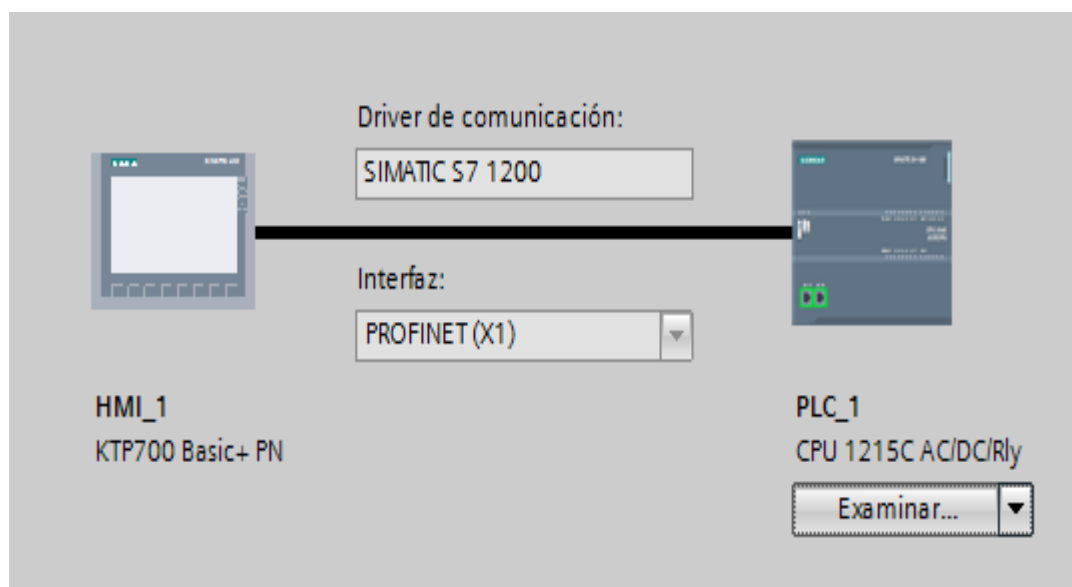 Driver de comunicación:
SIMATIC S7 1200
Interfaz:
PROFINET (X1)
HMI_1
KTP700 Basic+ PN
PLC_1
CPU 1215C AC/DC/Rly
Examinar...